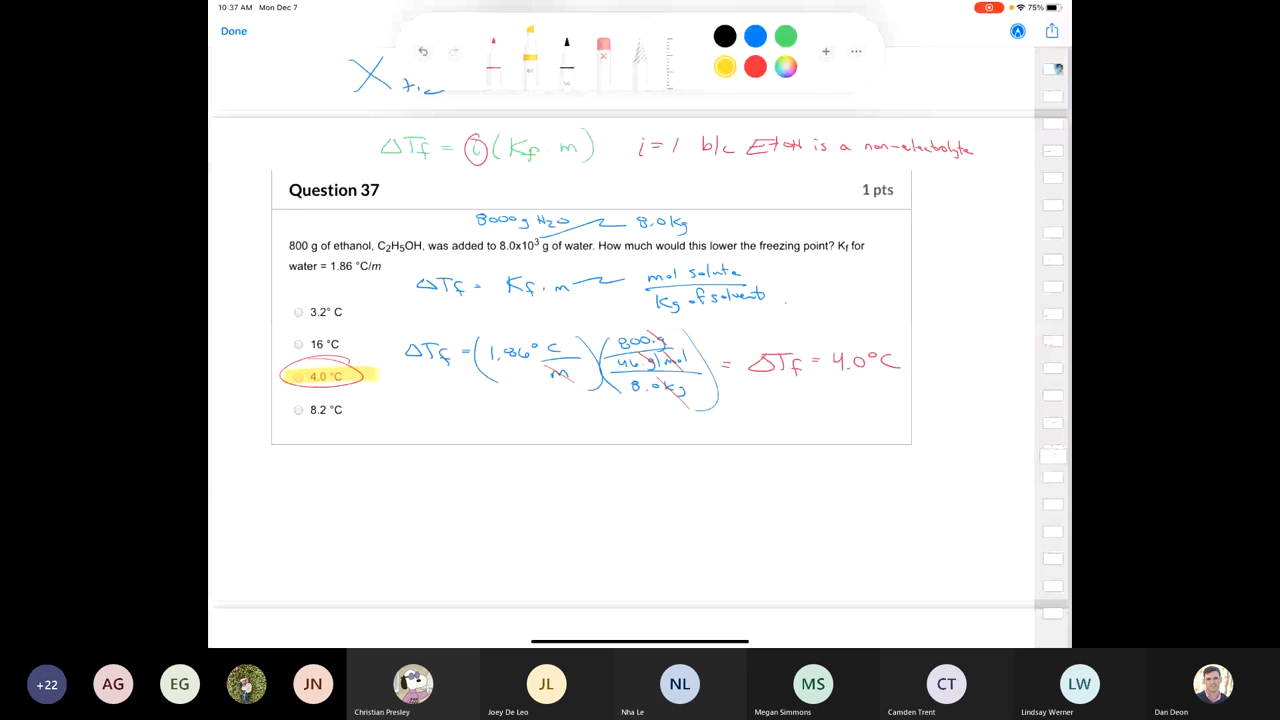 10:37 AM Mon Dec 7
75%
Done
X
ΔTf = i (Kf · m) i = 1 b/c EtOH is a non-electrolyte
Question 37
1 pts
8000g H2O 8.0 Kg
800 g of ethanol, C2H5OH, was added to 8.0x10³ g of water. How much would this lower the freezing point? Kf for
water = 1.86 °C/m
ΔTf = Kf · m mol solute
Kg of solvent
3.2° C
16 °C
ΔTf = (1.86° C / m) (800.g / 46.g/mol / 8.0kg) = ΔTf = 4.0°C
4.0 °C
8.2 °C
+22
AG
EG
JN
Christian Presley
JL
Joey De Leo
NL
Nha Le
MS
Megan Simmons
CT
Camden Trent
LW
Lindsay Werner
Dan Deon